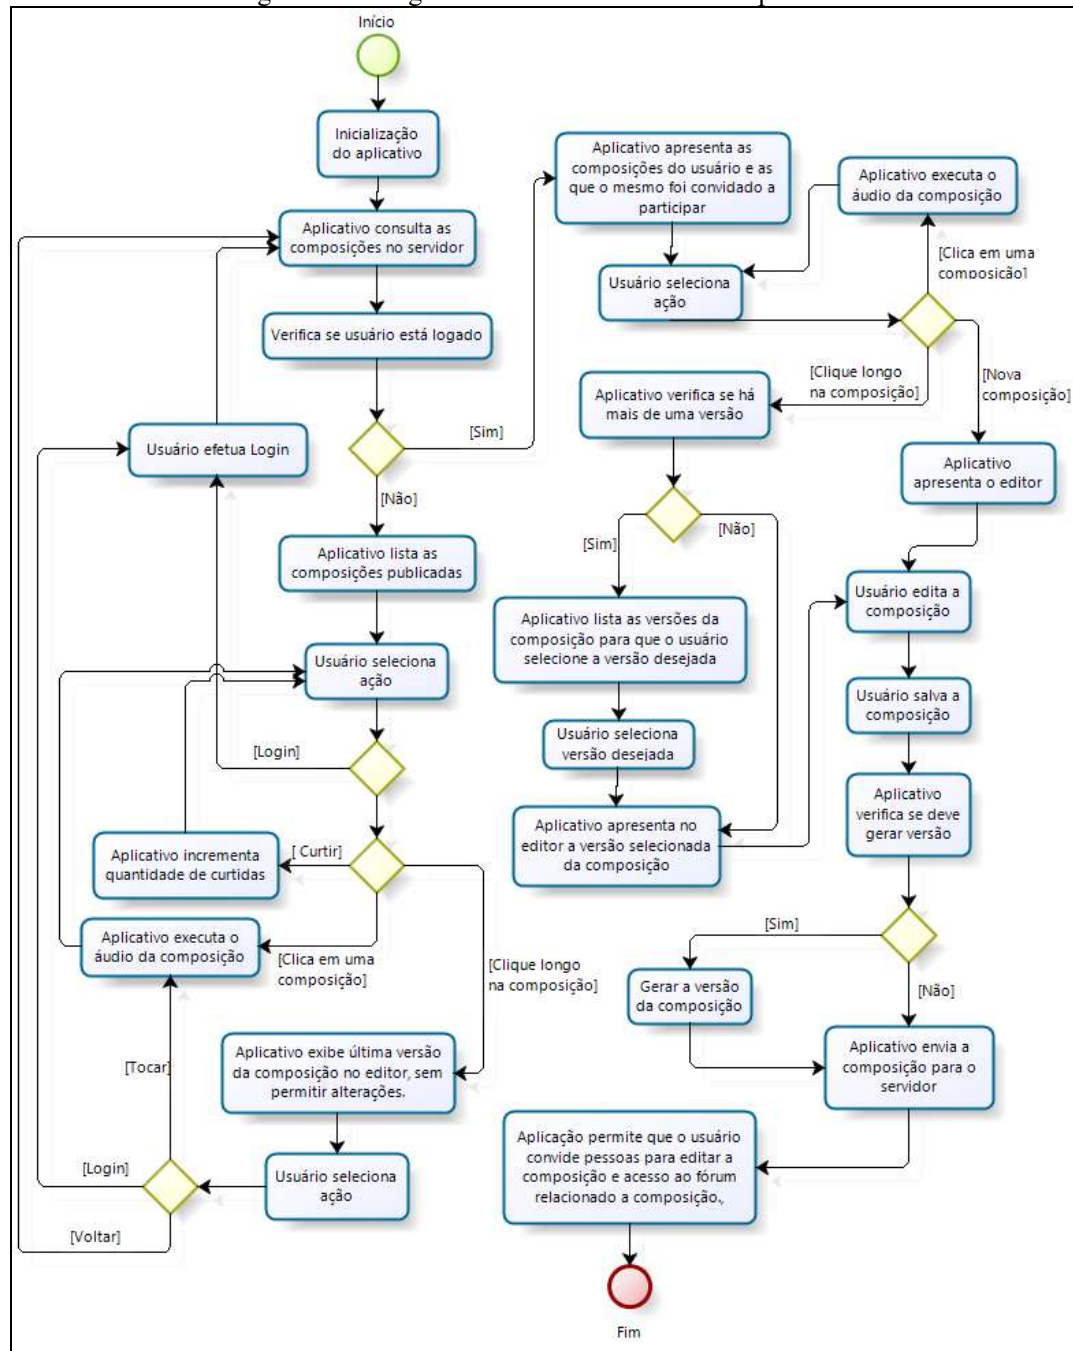 Início
Inicialização
do aplicativo
Aplicativo consulta as
composições no servidor
Verifica se usuário está logado
[Sim]
[Não]
Usuário efetua Login
Aplicativo lista as
composições publicadas
Usuário seleciona
ação
[Login]
[ Curtir]
Aplicativo incrementa
quantidade de curtidas
Aplicativo executa o
áudio da composição
[Clica em uma
composição]
[Clique longo
na composição]
Aplicativo exibe última versão
da composição no editor, sem
permitir alterações.
Usuário seleciona
ação
[Tocar]
[Login]
[Voltar]
Aplicativo apresenta as
composições do usuário e as
que o mesmo foi convidado a
participar
Usuário seleciona
ação
Aplicativo executa o
áudio da composição
[Clica em uma
composição]
[Clique longo
na composição]
[Nova
composição]
Aplicativo verifica se há
mais de uma versão
[Sim]
[Não]
Aplicativo lista as versões da
composição para que o usuário
selecione a versão desejada
Usuário seleciona
versão desejada
Aplicativo apresenta no
editor a versão selecionada
da composição
Aplicativo
apresenta o editor
Usuário edita a
composição
Usuário salva a
composição
Aplicativo
verifica se deve
gerar versão
[Sim]
[Não]
Gerar a versão
da composição
Aplicativo envia a
composição para o
servidor
Aplicação permite que o usuário
convide pessoas para editar a
composição e acesso ao fórum
relacionado a composição.,
Fim